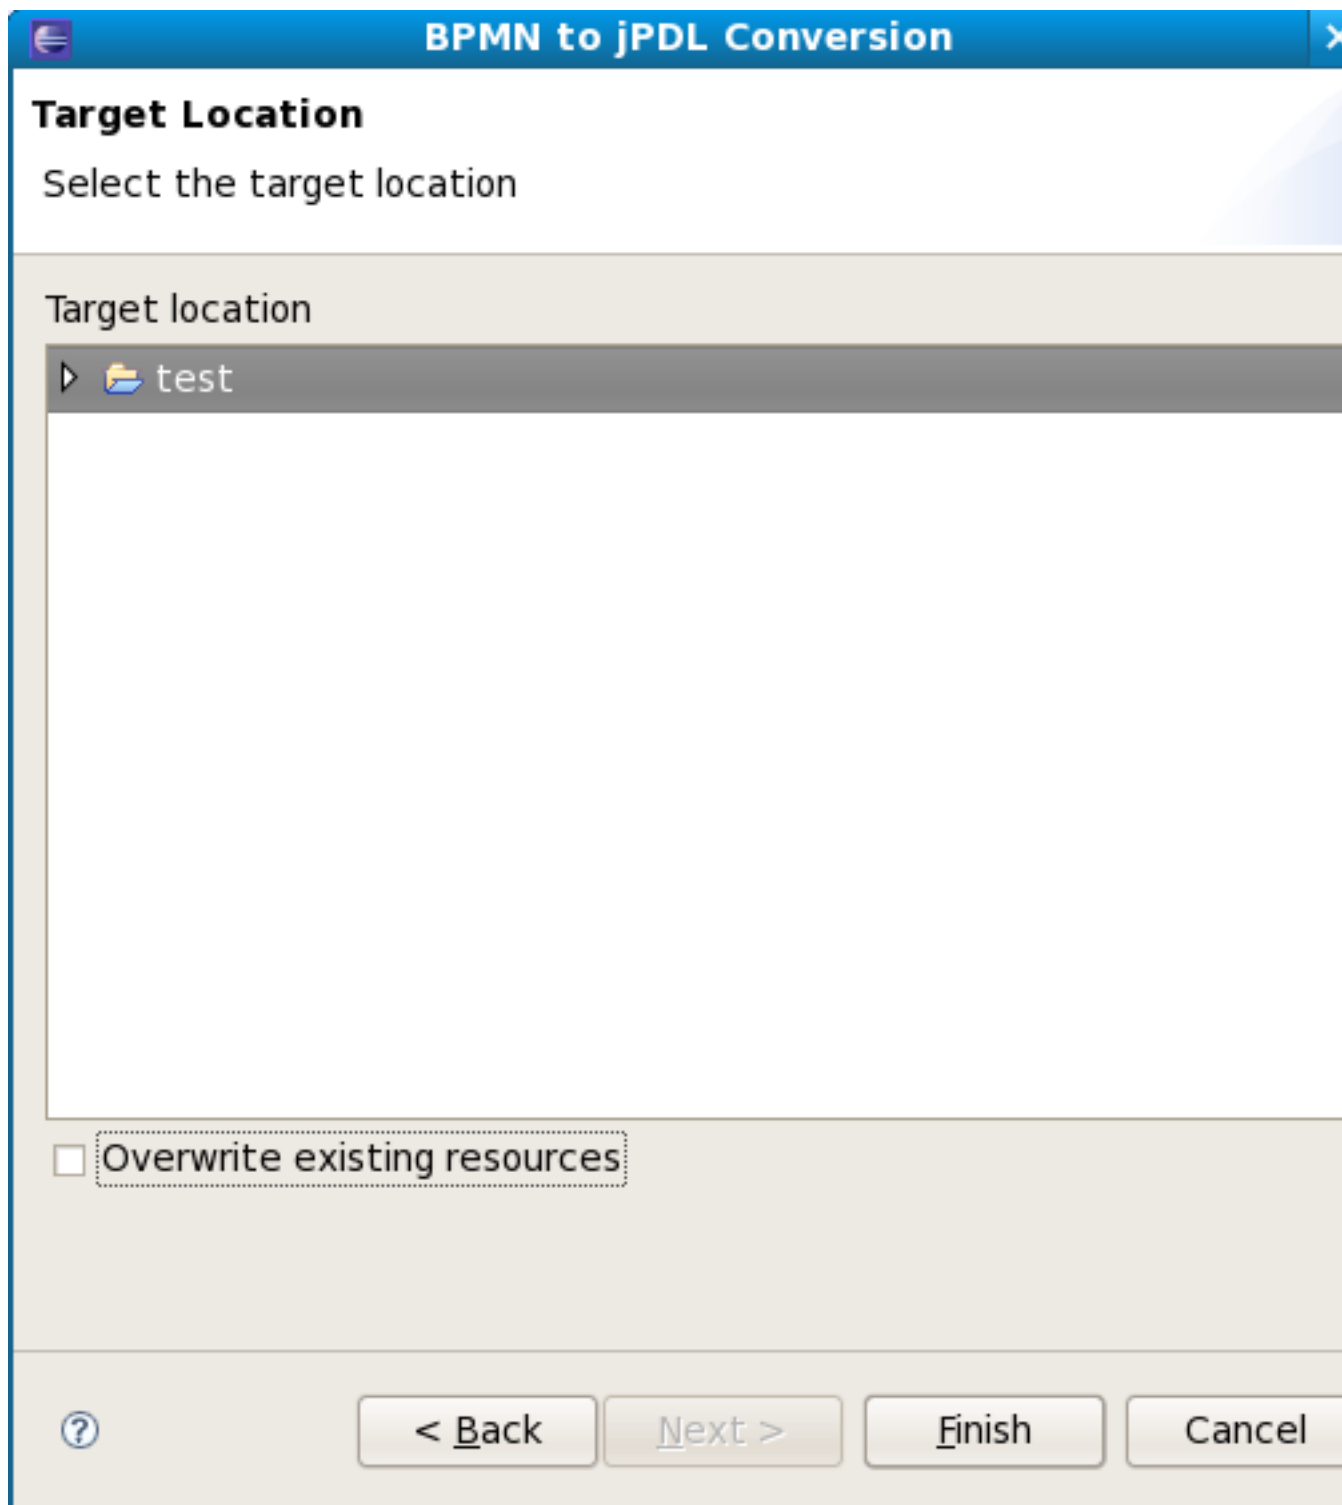 BPMN to jPDL Conversion
Target Location
Select the target location
Target location
test
Overwrite existing resources
< Back
Next >
Finish
Cancel